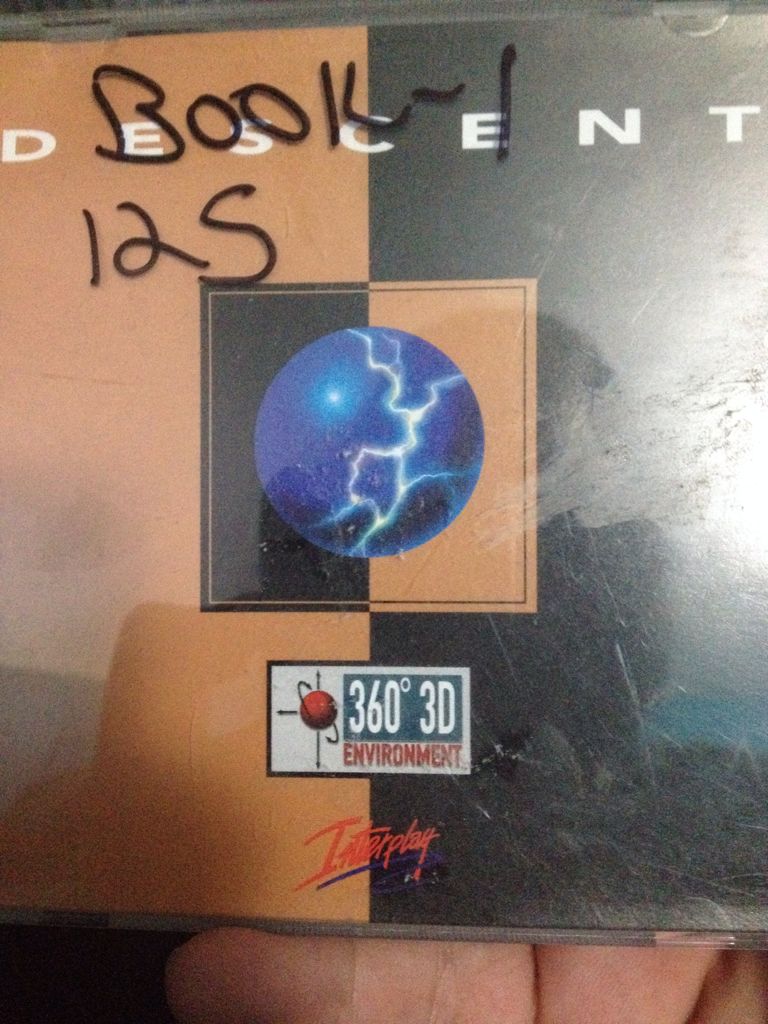 BOOK-1
DESCENT
125
360° 3D
ENVIRONMENT
Interplay